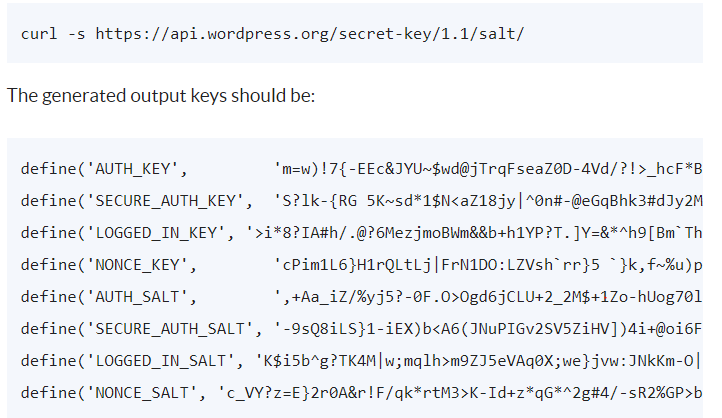 curl -s https://api.wordpress.org/secret-key/1.1/salt/
The generated output keys should be:
define('AUTH_KEY',         'm=w)!7{-EEc&JYU~$wd@jTrqFseaZ0D-4Vd/?!>_hcF*B
define('SECURE_AUTH_KEY',  'S?lk-{RG 5K~sd*1$N<aZ18jy|^0n#-@eGqBhk3#dJy2M
define('LOGGED_IN_KEY', '>i*8?IA#h/.@?6MezjmoBWm&&b+h1YP?T.]Y=&*^h9[Bm`Th
define('NONCE_KEY',        'cPim1L6}H1rQLtLj|FrN1DO:LZVsh`rr}5 `}k,f~%u)p
define('AUTH_SALT',        ',+Aa_iZ/%yj5?-0F.O>Ogd6jCLU+2_2M$+1Zo-hUog70l
define('SECURE_AUTH_SALT', '-9sQ8iLS}1-iEX)b<A6(JNuPIGv2SV5ZiHV])4i+@oi6F
define('LOGGED_IN_SALT', 'K$i5b^g?TK4M|w;mqlh>m9ZJ5eVAq0X;we}jvw:JNkKm-O|
define('NONCE_SALT', 'c_VY?z=E}2r0A&r!F/qk*rtM3>K-Id+z*qG*^2g#4/-sR2%GP>b